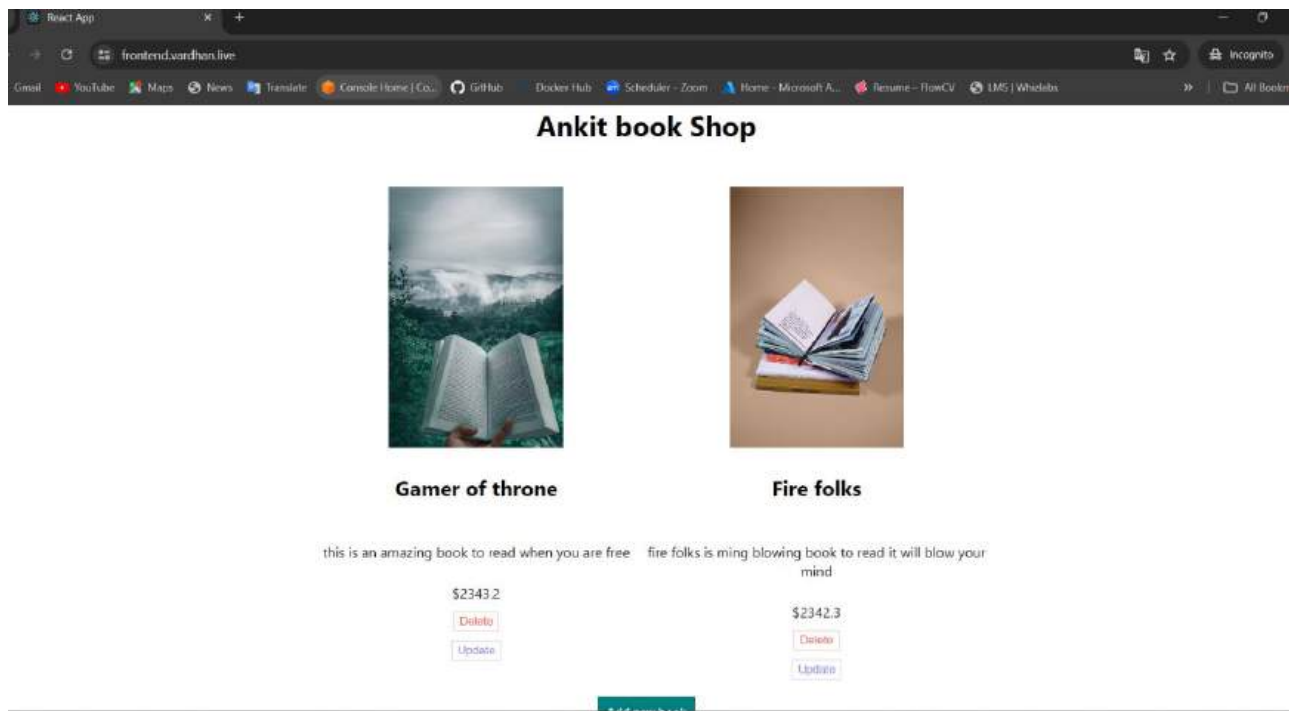 React App
frontend.vardhan.live
Incognito
Gmail YouTube Maps News Translate Console Home | Co... GitHub Docker Hub Scheduler - Zoom Home - Microsoft A... Resume – FlowCV LMS | Whizlabs » All Bookm
Ankit book Shop
Gamer of throne
this is an amazing book to read when you are free
$2343.2
Delete
Update
Fire folks
fire folks is ming blowing book to read it will blow your
mind
$2342.3
Delete
Update
Add new book